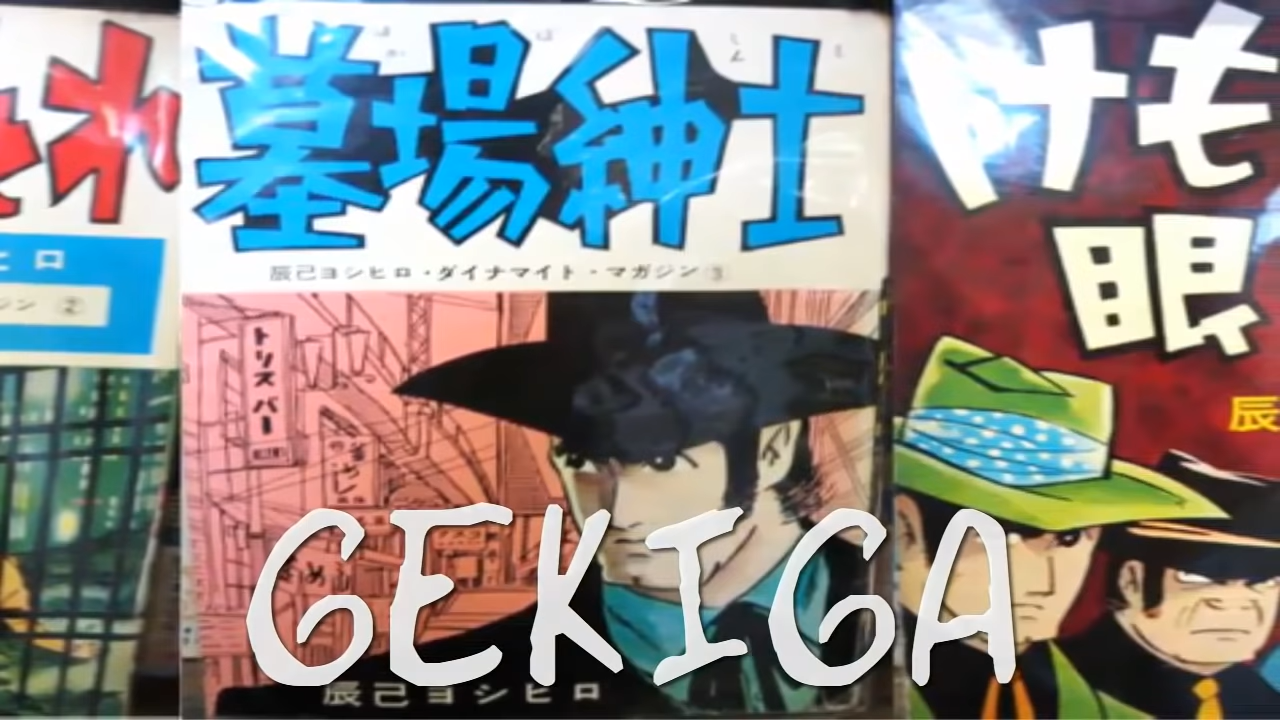 墓場紳士
辰己ヨシヒロ・ダイナマイト・マガジン③
トリス バー
辰己ヨシヒロ
ヒロ
ジン ②
けも
眼
辰
GEKIGA